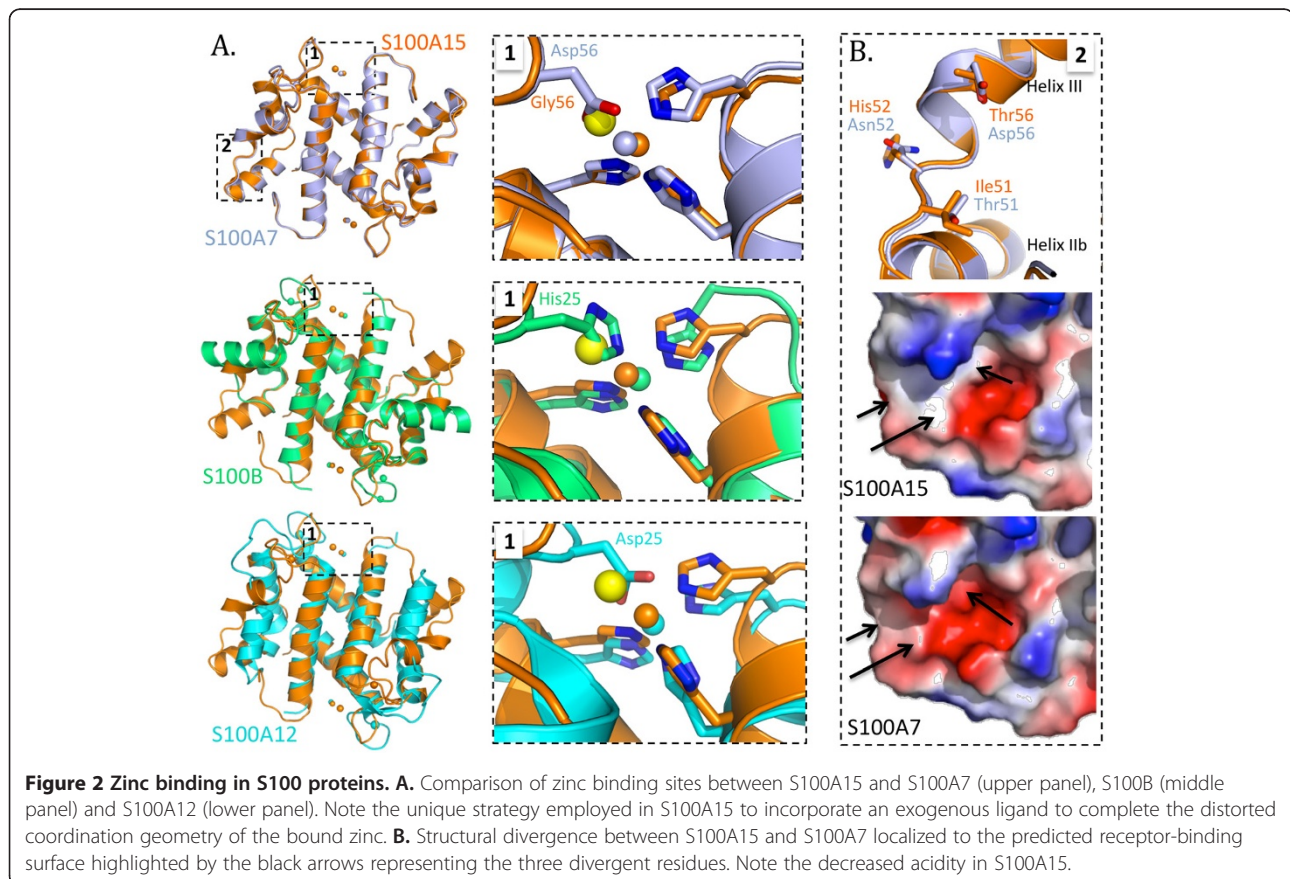 A.
S100A15
1
2
S100A7
1
Asp56
Gly56
B.
2
Helix III
His52
Asn52
Thr56
Asp56
Ile51
Thr51
Helix IIb
1
S100B
1
His25
S100A15
1
S100A12
1
Asp25
S100A7
Figure 2 Zinc binding in S100 proteins. A. Comparison of zinc binding sites between S100A15 and S100A7 (upper panel), S100B (middle
panel) and S100A12 (lower panel). Note the unique strategy employed in S100A15 to incorporate an exogenous ligand to complete the distorted
coordination geometry of the bound zinc. B. Structural divergence between S100A15 and S100A7 localized to the predicted receptor-binding
surface highlighted by the black arrows representing the three divergent residues. Note the decreased acidity in S100A15.